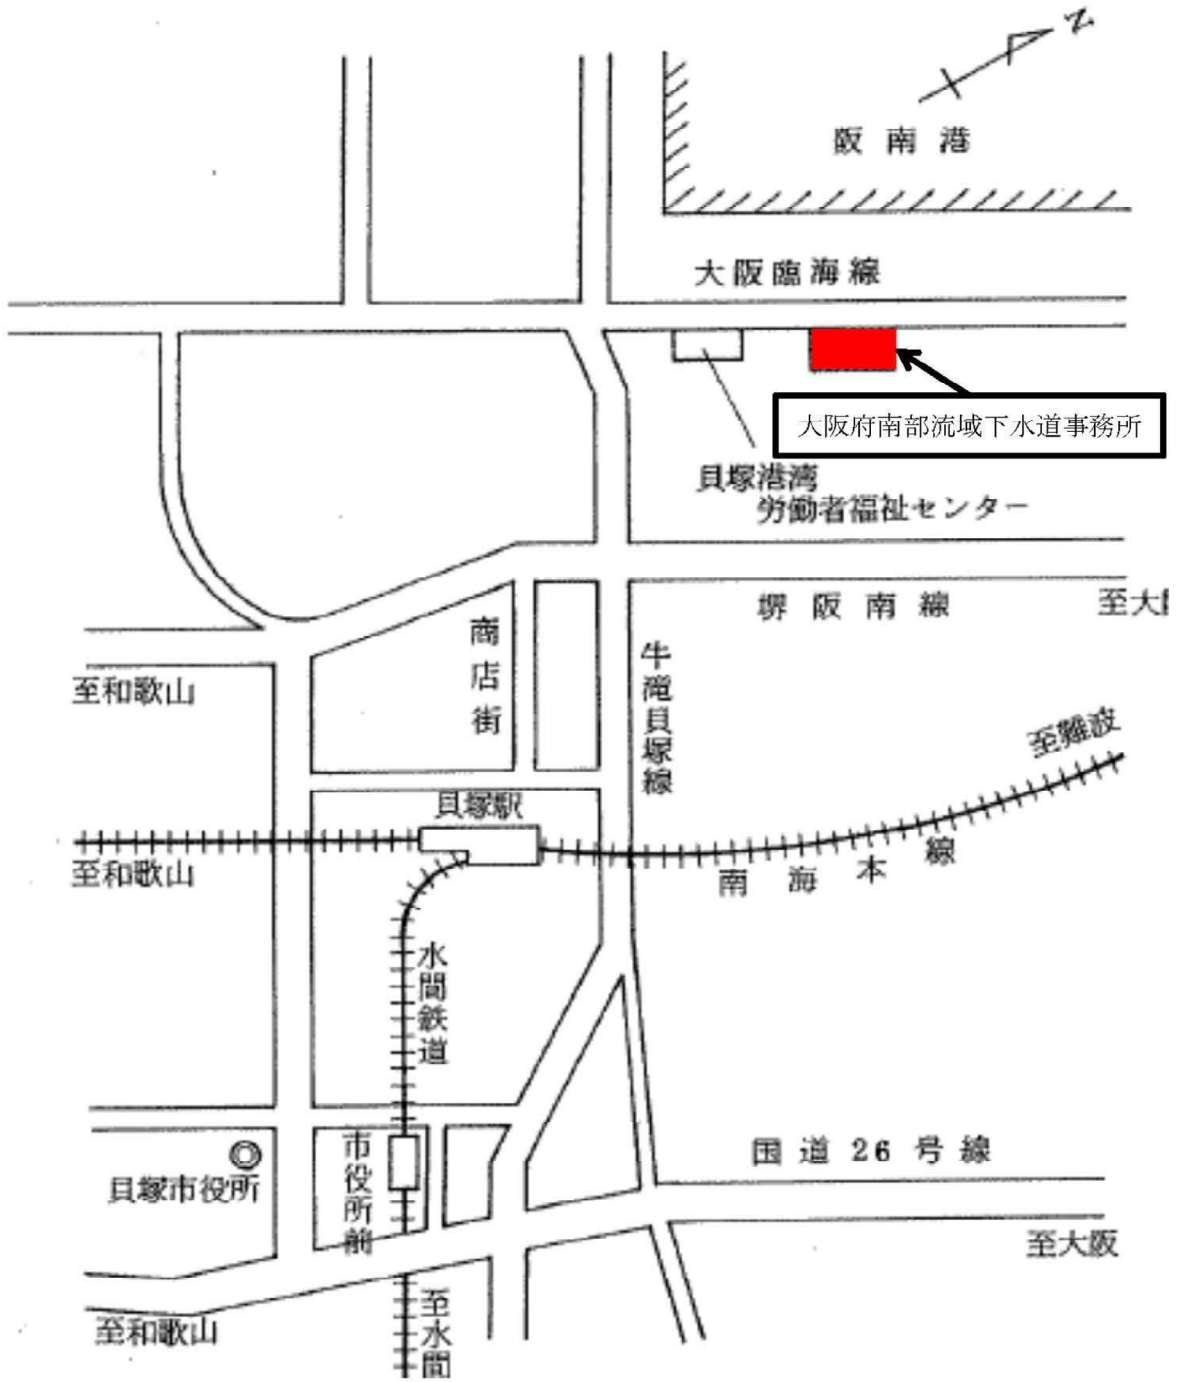 N
阪南港
大阪臨海線
大阪府南部流域下水道事務所
貝塚港湾
労働者福祉センター
堺阪南線
至大
商店街
牛滝貝塚線
至和歌山
至難波
貝塚駅
至和歌山
南海本線
水間鉄道
国道26号線
市役所前
貝塚市役所
至大阪
至水間
至和歌山